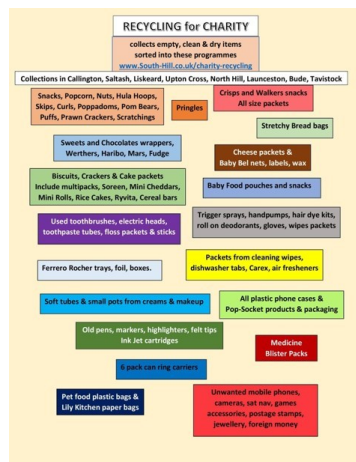 RECYCLING for CHARITY
collects empty, clean & dry items
sorted into these programmes
www.South-Hill.co.uk/charity-recycling
Collections in Callington, Saltash, Liskeard, Upton Cross, North Hill, Launceston, Bude, Tavistock
Snacks, Popcorn, Nuts, Hula Hoops,
Skips, Curls, Poppadoms, Pom Bears,
Puffs, Prawn Crackers, Scratchings
Pringles
Crisps and Walkers snacks
All size packets
Stretchy Bread bags
Sweets and Chocolates wrappers,
Werthers, Haribo, Mars, Fudge
Cheese packets &
Baby Bel nets, labels, wax
Biscuits, Crackers & Cake packets
Include multipacks, Soreen, Mini Cheddars,
Mini Rolls, Rice Cakes, Ryvita, Cereal bars
Baby Food pouches and snacks
Used toothbrushes, electric heads,
toothpaste tubes, floss packets & sticks
Trigger sprays, handpumps, hair dye kits,
roll on deodorants, gloves, wipes packets
Ferrero Rocher trays, foil, boxes.
Packets from cleaning wipes,
dishwasher tabs, Carex, air fresheners
Soft tubes & small pots from creams & makeup
All plastic phone cases &
Pop-Socket products & packaging
Old pens, markers, highlighters, felt tips
Ink Jet cartridges
Medicine
Blister Packs
6 pack can ring carriers
Pet food plastic bags &
Lily Kitchen paper bags
Unwanted mobile phones,
cameras, sat nav, games
accessories, postage stamps,
jewellery, foreign money